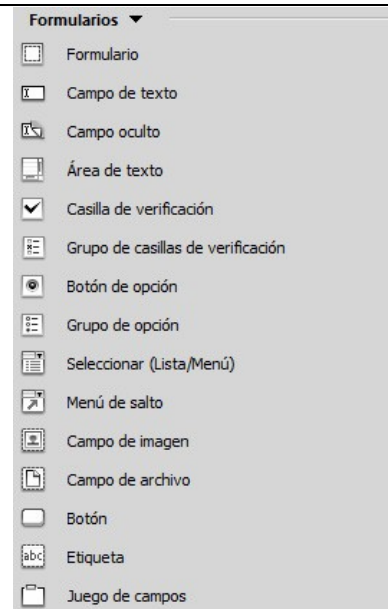 Formularios
Formulario
Campo de texto
Campo oculto
Área de texto
Casilla de verificación
Grupo de casillas de verificación
Botón de opción
Grupo de opción
Seleccionar (Lista/Menú)
Menú de salto
Campo de imagen
Campo de archivo
Botón
abc Etiqueta
Juego de campos